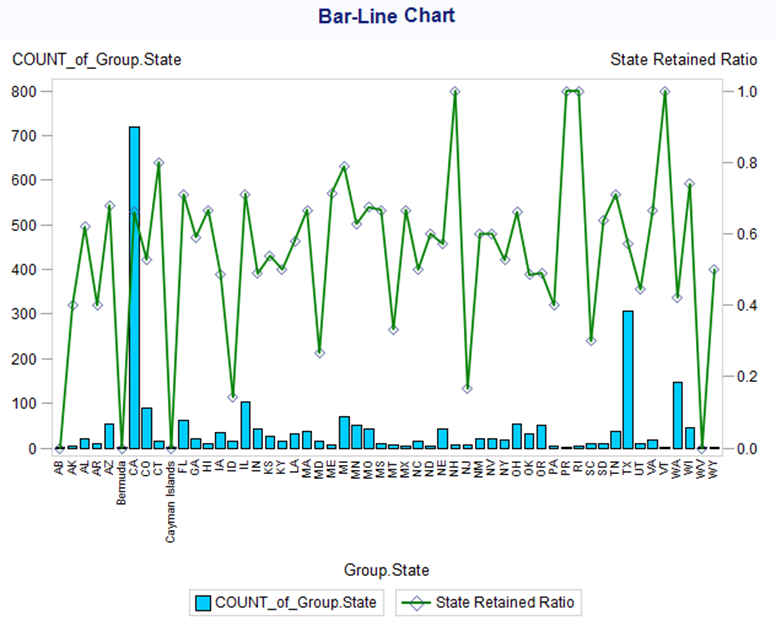 Bar-Line Chart
COUNT_of_Group.State State Retained Ratio
800 1.0
700
600 0.8
500 0.6
400 0.4
300
200 0.2
100
0 0.0
AB AK AL AR AZ Bermuda CA CO CT Cayman Islands FL GA HI IA ID IL IN KS KY LA MA MD ME MI MN MO MS MT MX NC ND NE NH NJ NM NV NY OH OK OR PA PR RI SC SD TN TX UT VA VT WA WI WV WY
Group.State
COUNT_of_Group.State State Retained Ratio